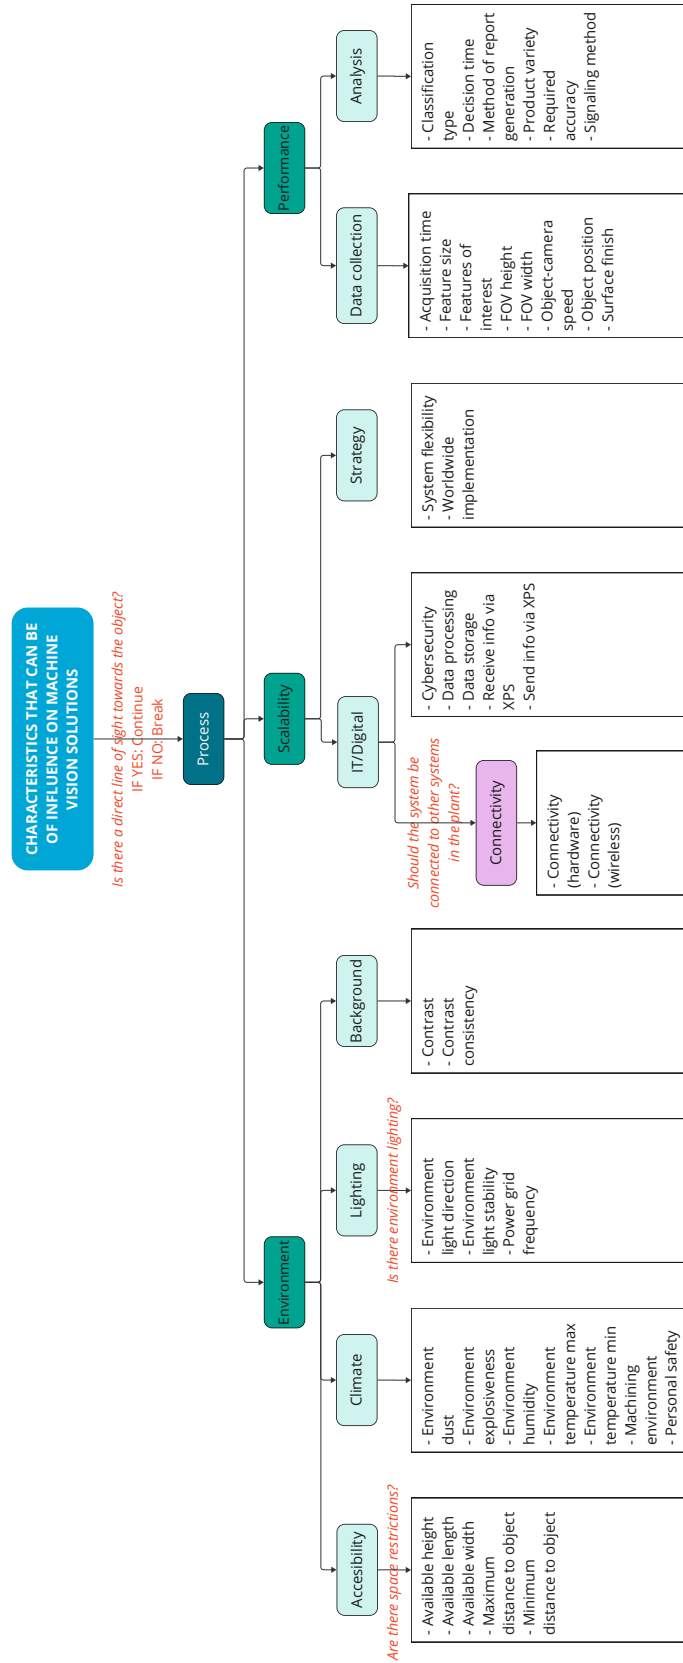 CHARACTERISTICS THAT CAN BE
OF INFLUENCE ON MACHINE
VISION SOLUTIONS
Is there a direct line of sight towards the object?
IF YES: Continue
IF NO: Break
Process
Environment
Scalability
Performance
Accesibility
Climate
Lighting
Background
IT/Digital
Strategy
Data collection
Analysis
Are there space restrictions?
- Available height
- Available length
- Available width
- Maximum
distance to object
- Minimum
distance to object
- Environment
dust
- Environment
explosiveness
- Environment
humidity
- Environment
temperature max
- Environment
temperature min
- Machining
environment
- Personal safety
Is there environment lighting?
- Environment
light direction
- Environment
light stability
- Power grid
frequency
- Contrast
- Contrast
consistency
Should the system be
connected to other systems
in the plant?
Connectivity
- Connectivity
(hardware)
- Connectivity
(wireless)
- Cybersecurity
- Data processing
- Data storage
- Receive info via
XPS
- Send info via XPS
- System flexibility
- Worldwide
implementation
- Acquisition time
- Feature size
- Features of
interest
- FOV height
- FOV width
- Object-camera
speed
- Object position
- Surface finish
- Classification
type
- Decision time
- Method of report
generation
- Product variety
- Required
accuracy
- Signaling method